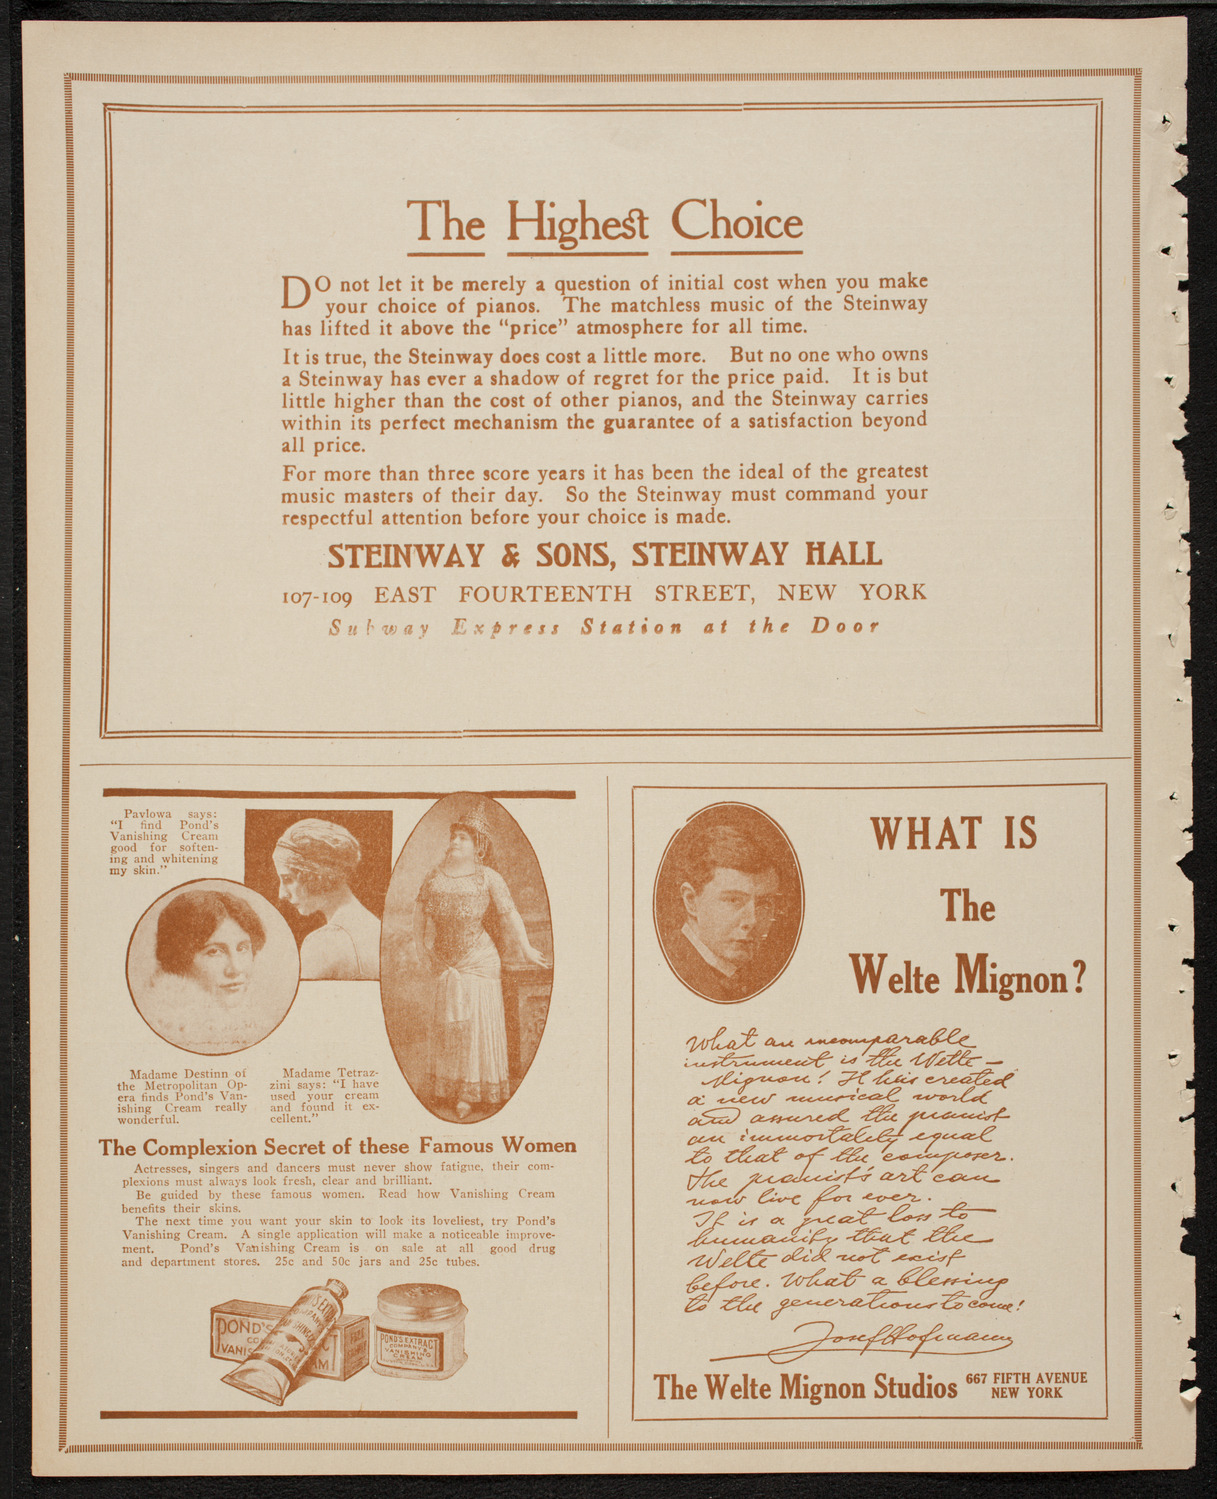 The Highest Choice
DO not let it be merely a question of initial cost when you make
your choice of pianos. The matchless music of the Steinway
has lifted it above the “price” atmosphere for all time.
It is true, the Steinway does cost a little more. But no one who owns
a Steinway has ever a shadow of regret for the price paid. It is but
little higher than the cost of other pianos, and the Steinway carries
within its perfect mechanism the guarantee of a satisfaction beyond
all price.
For more than three score years it has been the ideal of the greatest
music masters of their day. So the Steinway must command your
respectful attention before your choice is made.
STEINWAY & SONS, STEINWAY HALL
107-109 EAST FOURTEENTH STREET, NEW YORK
Subway Express Station at the Door
Pavlowa says:
“I find Pond's
Vanishing Cream
good for soften-
ing and whitening
my skin.”
Madame Destinn of
the Metropolitan Op-
era finds Pond's Van-
ishing Cream really
wonderful.
Madame Tetraz-
zini says: “I have
used your cream
and found it ex-
cellent.”
The Complexion Secret of these Famous Women
Actresses, singers and dancers must never show fatigue, their com-
plexions must always look fresh, clear and brilliant.
Be guided by these famous women. Read how Vanishing Cream
benefits their skins.
The next time you want your skin to look its loveliest, try Pond's
Vanishing Cream. A single application will make a noticeable improve-
ment. Pond's Vanishing Cream is on sale at all good drug
and department stores. 25c and 50c jars and 25c tubes.
POND'S
VANIS
AM
POND'S EXTRACT
COMPANY'S
VANISHING
CREAM
WHAT IS
The
Welte Mignon?
What an incomparable
instrument is the Welte-
Mignon! It has created
a new musical world
and assured the pianist
an immortality equal
to that of the composer.
The pianist's art can
now live for ever.
It is a great loss to
humanity that the
Welte did not exist
before. What a blessing
to the generations to come!
Josef Hofmann
The Welte Mignon Studios 667 FIFTH AVENUE
NEW YORK